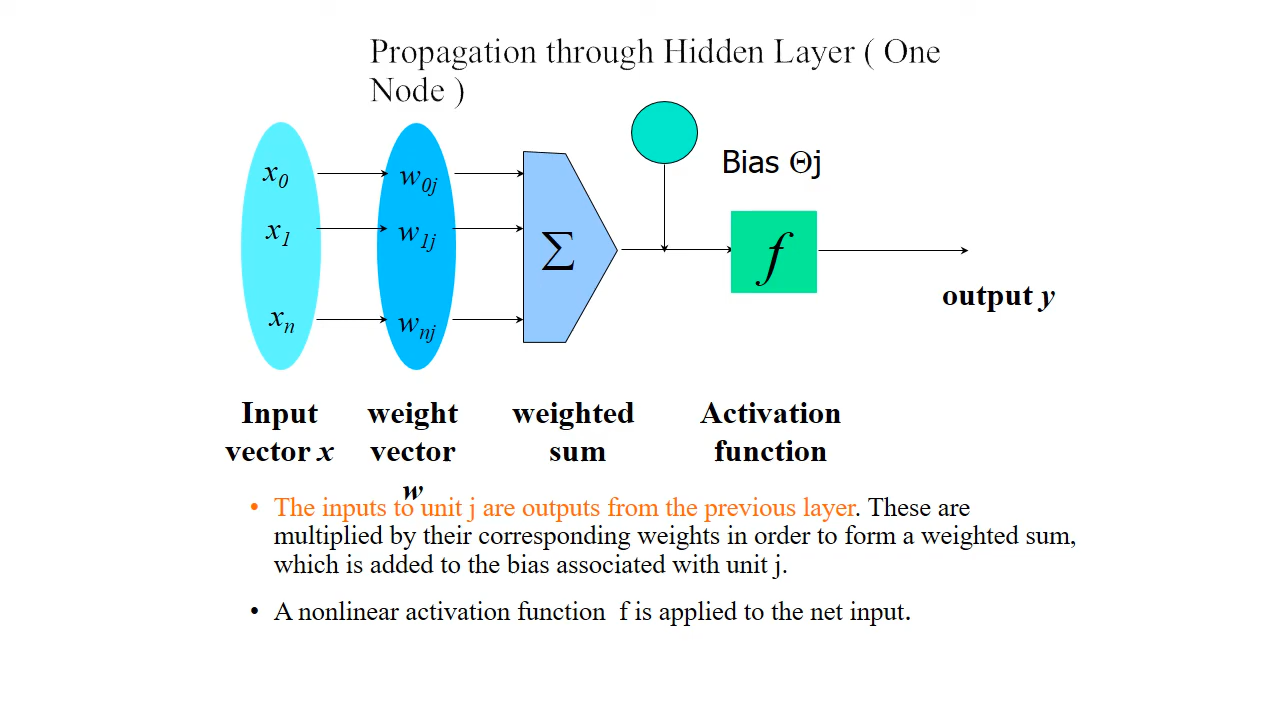 Propagation through Hidden Layer ( One
Node )
Bias Θj
x0
w0j
x1
w1j
∑
f
xn
wnj
output y
Input
vector x
weight
vector
w
weighted
sum
Activation
function
• The inputs to unit j are outputs from the previous layer. These are
multiplied by their corresponding weights in order to form a weighted sum,
which is added to the bias associated with unit j.
• A nonlinear activation function f is applied to the net input.